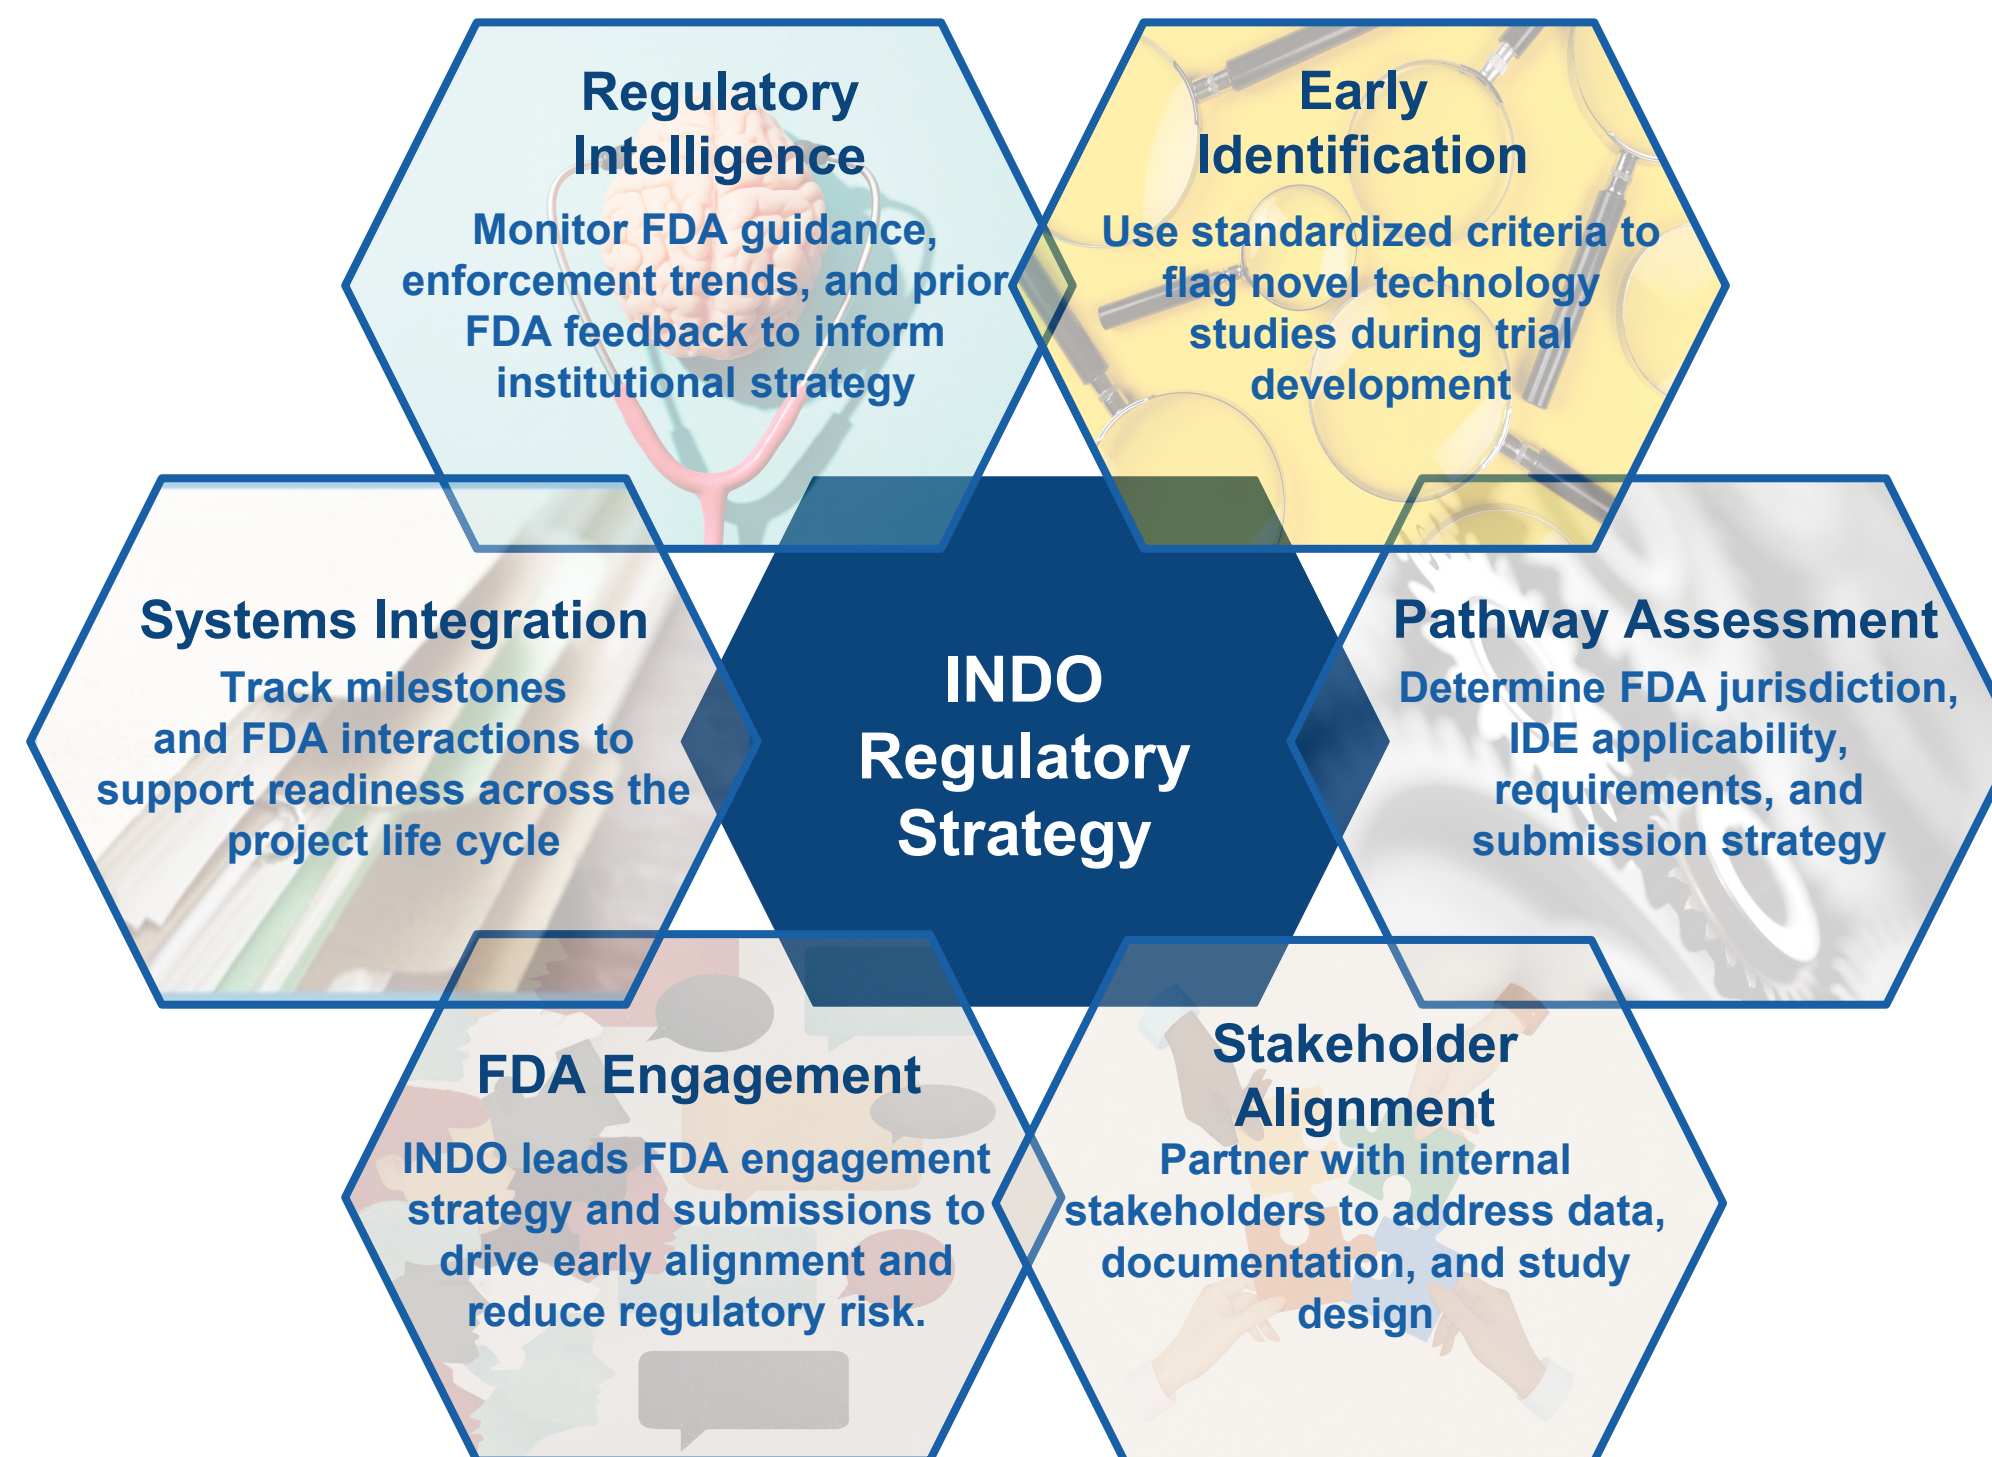 Regulatory
Intelligence
Monitor FDA guidance,
enforcement trends, and prior
FDA feedback to inform
institutional strategy
Early
Identification
Use standardized criteria to
flag novel technology
studies during trial
development
Systems Integration
Track milestones
and FDA interactions to
support readiness across the
project life cycle
INDO
Regulatory
Strategy
Pathway Assessment
Determine FDA jurisdiction,
IDE applicability,
requirements, and
submission strategy
FDA Engagement
INDO leads FDA engagement
strategy and submissions to
drive early alignment and
reduce regulatory risk.
Stakeholder
Alignment
Partner with internal
stakeholders to address data,
documentation, and study
design